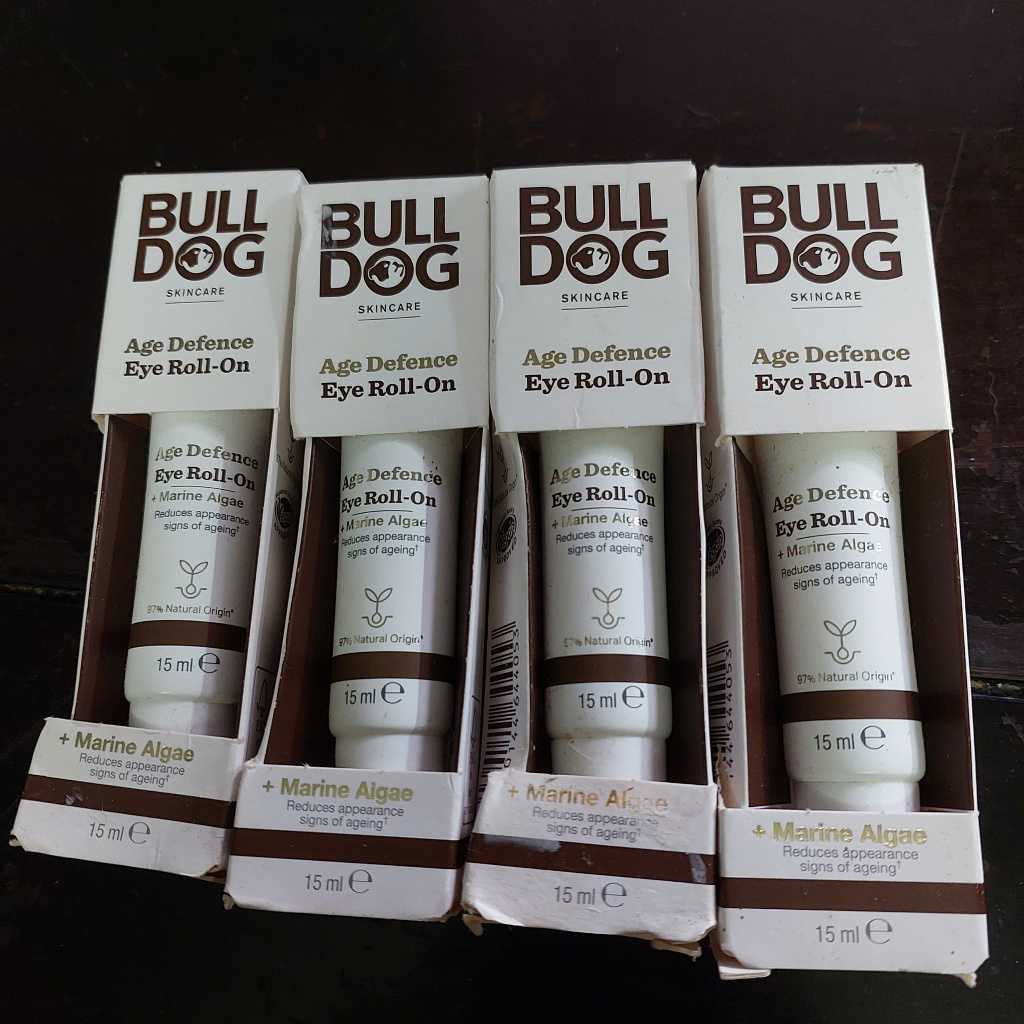 BULL
DOG
SKINCARE
Age Defence
Eye Roll-On
Age Defence
Eye Roll-On
+ Marine Algae
Reduces appearance
signs of ageing†
97% Natural Origin*
15 ml ℮
+ Marine Algae
Reduces appearance
signs of ageing†
15 ml ℮
BULL
DOG
SKINCARE
Age Defence
Eye Roll-On
Age Defence
Eye Roll-On
+ Marine Algae
Reduces appearance
signs of ageing†
97% Natural Origin*
15 ml ℮
+ Marine Algae
Reduces appearance
signs of ageing†
15 ml ℮
BULL
DOG
SKINCARE
Age Defence
Eye Roll-On
Age Defence
Eye Roll-On
+ Marine Algae
Reduces appearance
signs of ageing†
97% Natural Origin*
15 ml ℮
+ Marine Algae
Reduces appearance
signs of ageing†
15 ml ℮
BULL
DOG
SKINCARE
Age Defence
Eye Roll-On
Age Defence
Eye Roll-On
+ Marine Algae
Reduces appearance
signs of ageing†
97% Natural Origin*
15 ml ℮
+ Marine Algae
Reduces appearance
signs of ageing†
15 ml ℮